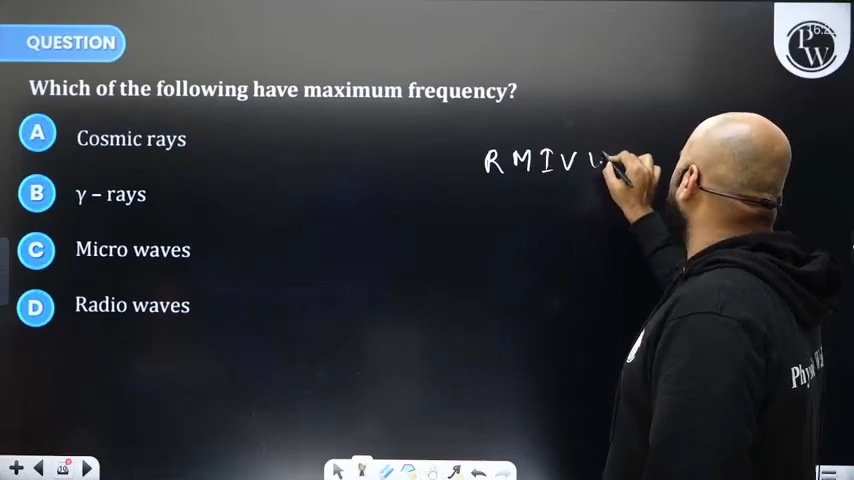 QUESTION
Which of the following have maximum frequency?
A Cosmic rays
B γ – rays
C Micro waves
D Radio waves
R M I V
P
W